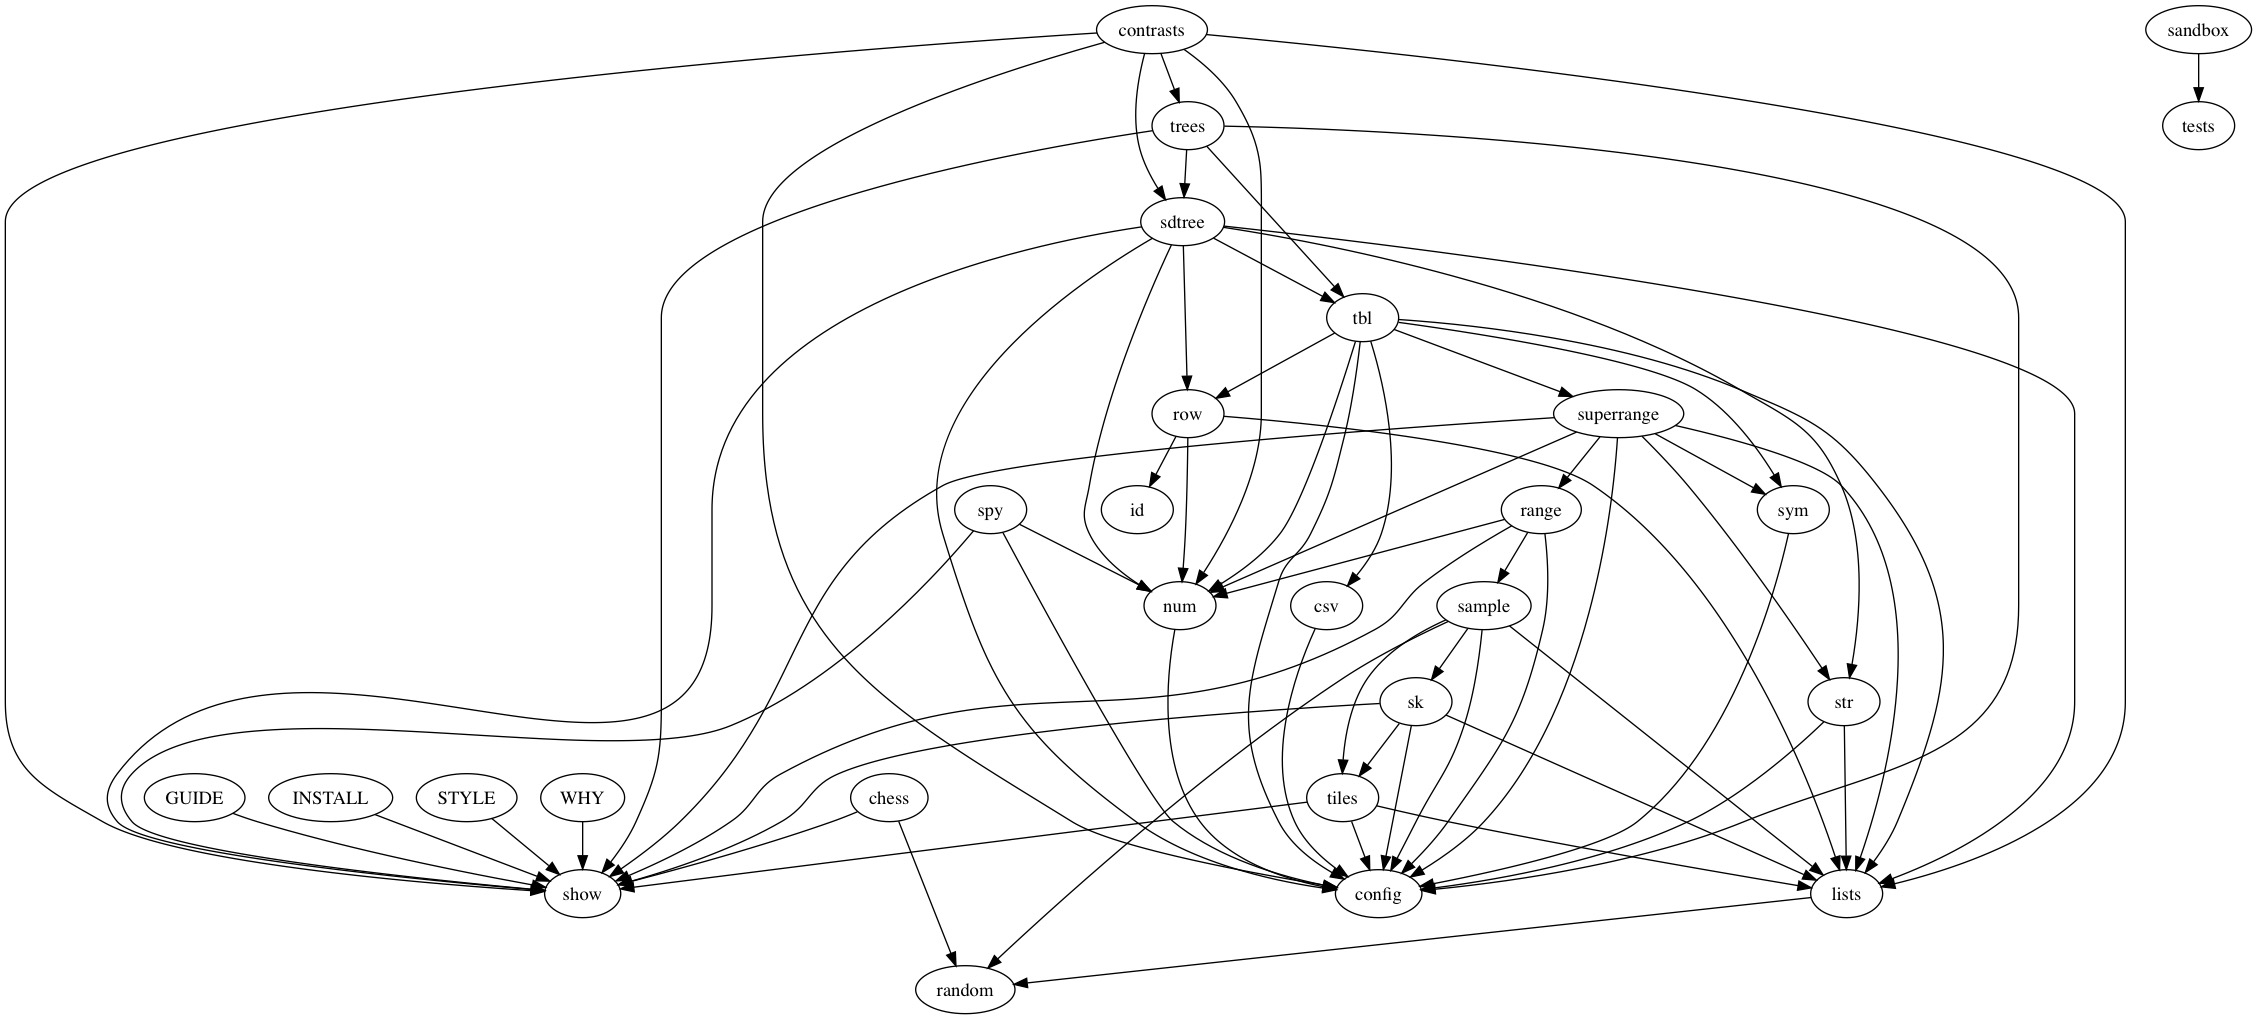 contrasts
sandbox
trees
tests
sdtree
tbl
row
superrange
spy
id
range
sym
num
csv
sample
sk
str
GUIDE
INSTALL
STYLE
WHY
chess
tiles
show
config
lists
random